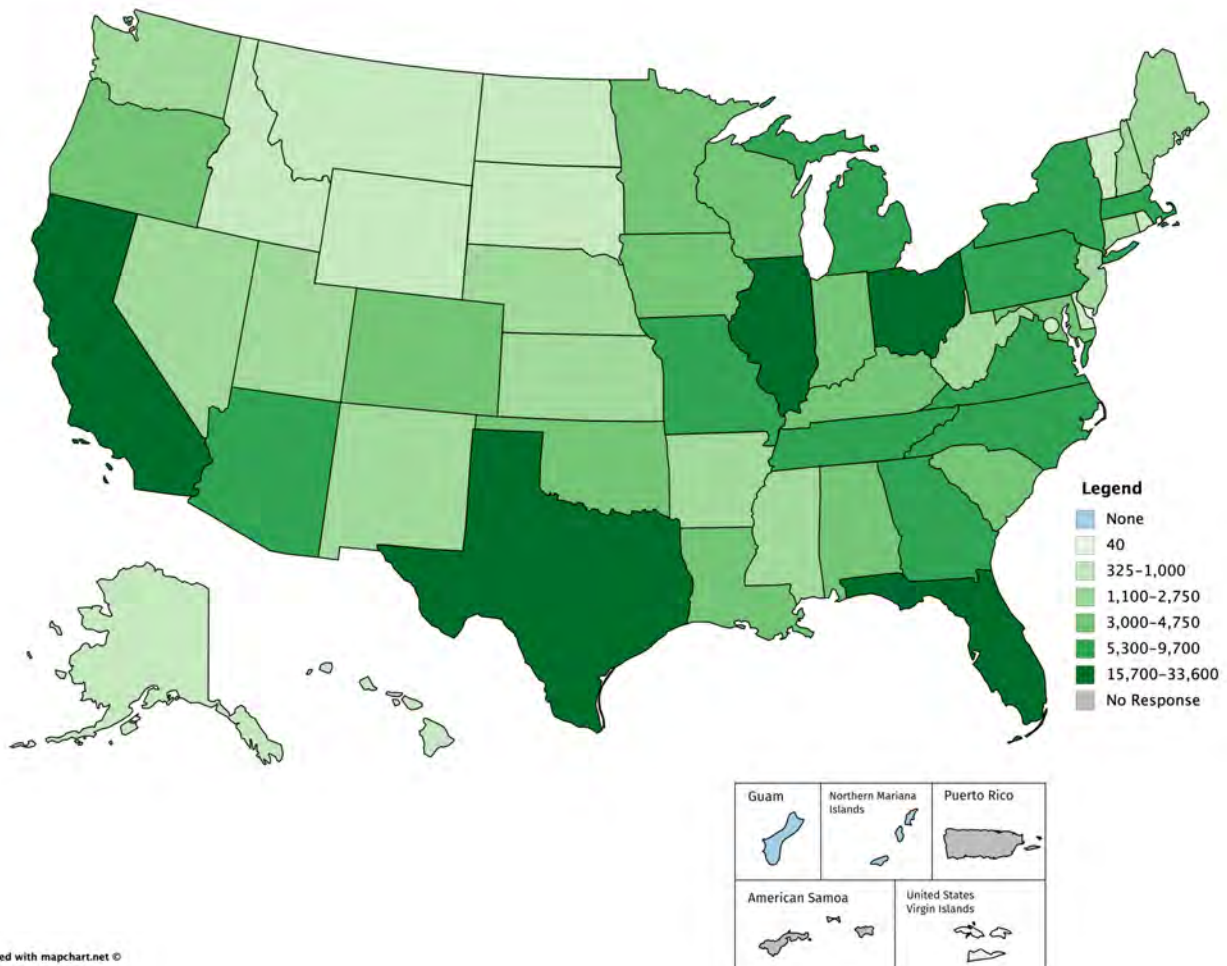 Legend
None
40
325–1,000
1,100–2,750
3,000–4,750
5,300–9,700
15,700–33,600
No Response
Guam
Northern Mariana
Islands
Puerto Rico
American Samoa
United States
Virgin Islands
ed with mapchart.net ©